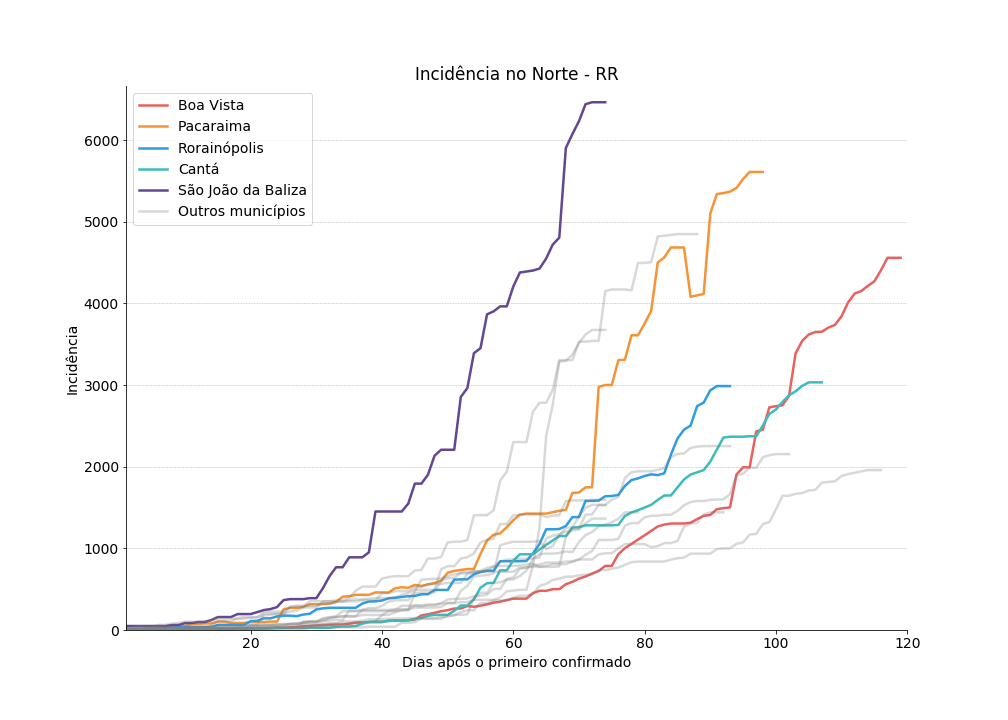 Incidência no Norte - RR
Boa Vista
Pacaraima
Rorainópolis
Cantá
São João da Baliza
Outros municípios
6000
5000
4000
3000
2000
1000
0
Incidência
20 40 60 80 100 120
Dias após o primeiro confirmado